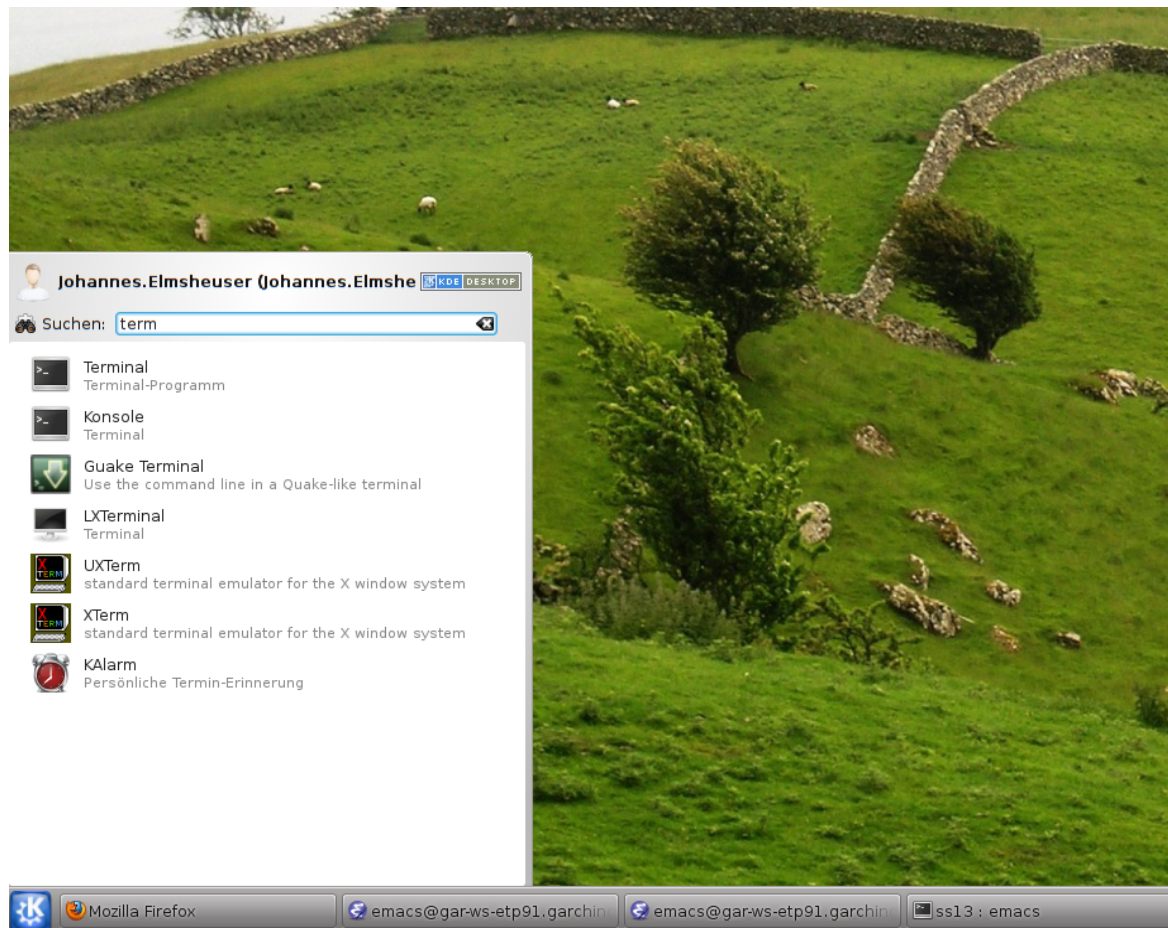 Johannes.Elmsheuser (Johannes.Elmshe KDE DESKTOP
Suchen: term
Terminal
Terminal-Programm
Konsole
Terminal
Guake Terminal
Use the command line in a Quake-like terminal
LXTerminal
Terminal
UXTerm
standard terminal emulator for the X window system
XTerm
standard terminal emulator for the X window system
KAlarm
Persönliche Termin-Erinnerung
Mozilla Firefox emacs@gar-ws-etp91.garching emacs@gar-ws-etp91.garchin ss13 : emacs